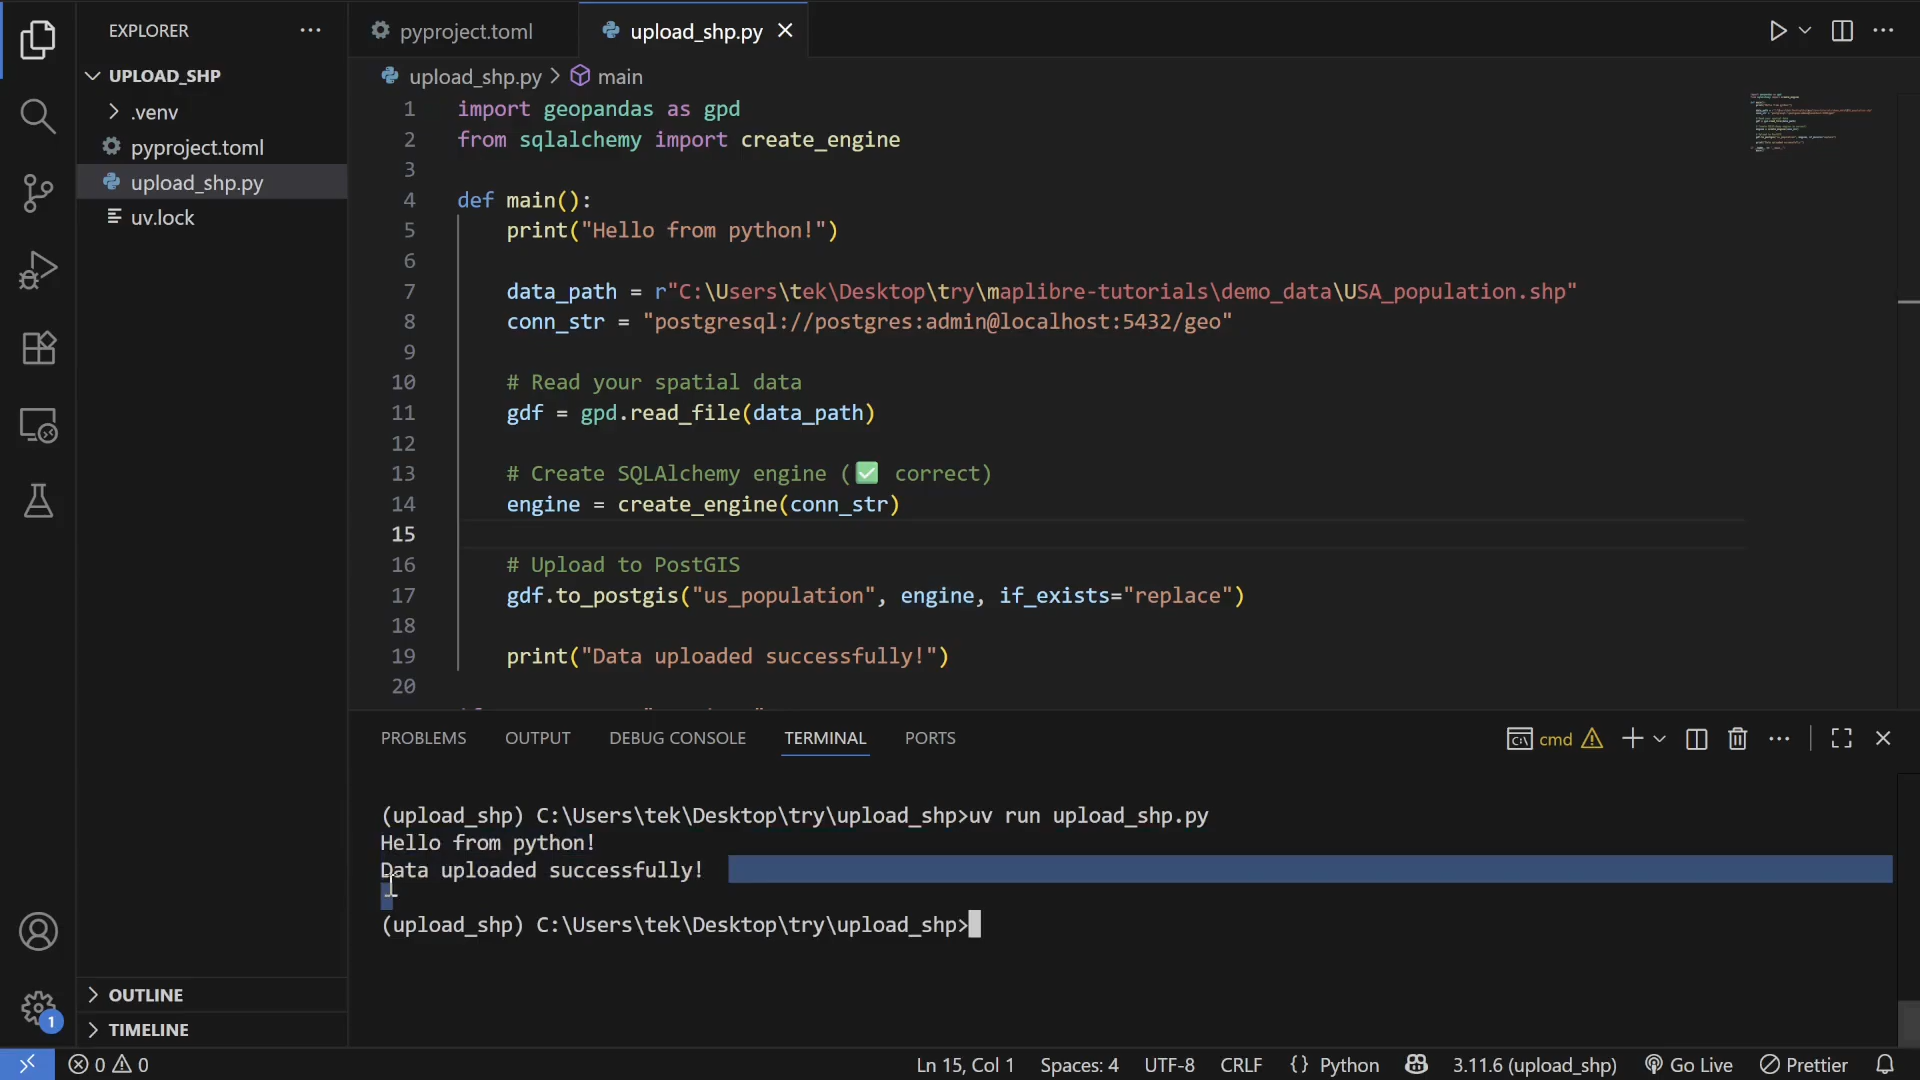 EXPLORER
UPLOAD_SHP
.venv
pyproject.toml
upload_shp.py
uv.lock
OUTLINE
TIMELINE
pyproject.toml
upload_shp.py
upload_shp.py > main
1 import geopandas as gpd
2 from sqlalchemy import create_engine
3
4 def main():
5 print("Hello from python!")
6
7 data_path = r"C:\Users\tek\Desktop\try\maplibre-tutorials\demo_data\USA_population.shp"
8 conn_str = "postgresql://postgres:admin@localhost:5432/geo"
9
10 # Read your spatial data
11 gdf = gpd.read_file(data_path)
12
13 # Create SQLAlchemy engine (✅ correct)
14 engine = create_engine(conn_str)
15
16 # Upload to PostGIS
17 gdf.to_postgis("us_population", engine, if_exists="replace")
18
19 print("Data uploaded successfully!")
20
PROBLEMS OUTPUT DEBUG CONSOLE TERMINAL PORTS
cmd
(upload_shp) C:\Users\tek\Desktop\try\upload_shp>uv run upload_shp.py
Hello from python!
Data uploaded successfully!
(upload_shp) C:\Users\tek\Desktop\try\upload_shp>
1
0 0
Ln 15, Col 1 Spaces: 4 UTF-8 CRLF {} Python 3.11.6 (upload_shp) Go Live Prettier